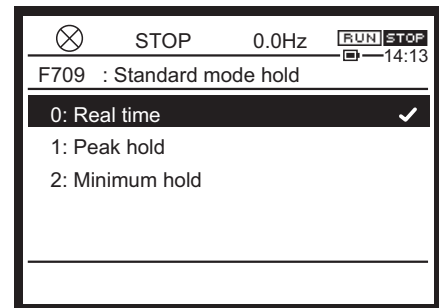 STOP 0.0Hz RUN STOP
14:13
F709 : Standard mode hold
0: Real time
1: Peak hold
2: Minimum hold